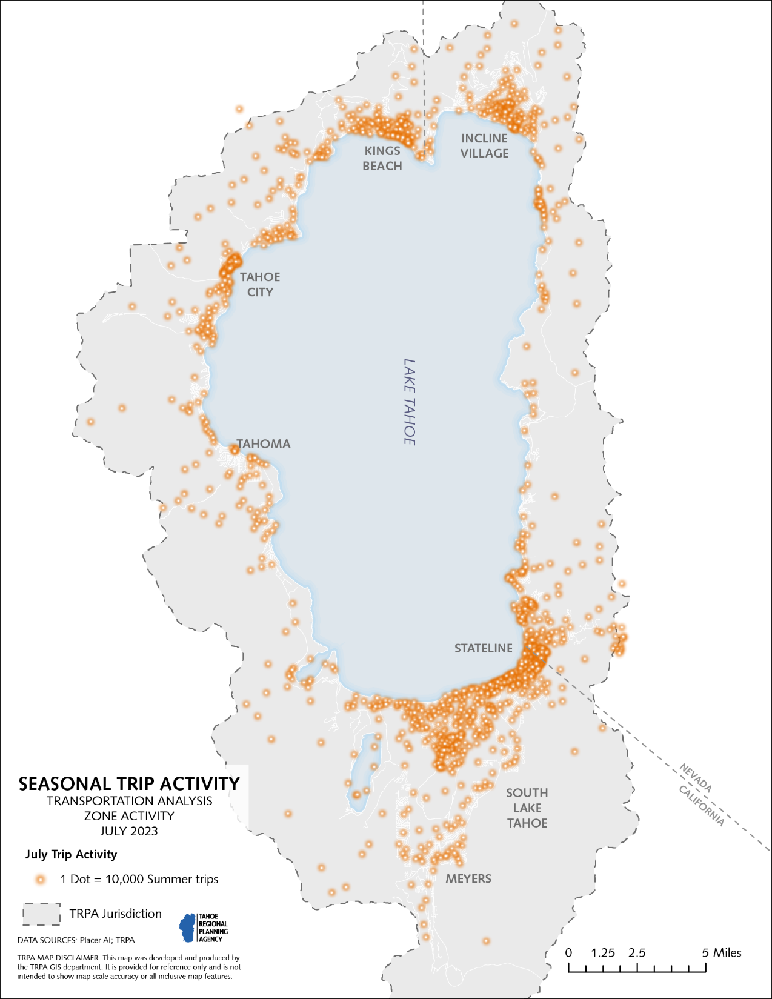 INCLINE
VILLAGE
KINGS
BEACH
TAHOE
CITY
LAKE TAHOE
TAHOMA
STATELINE
NEVADA
CALIFORNIA
SOUTH
LAKE
TAHOE
MEYERS
SEASONAL TRIP ACTIVITY
TRANSPORTATION ANALYSIS
ZONE ACTIVITY
JULY 2023
July Trip Activity
1 Dot = 10,000 Summer trips
TRPA Jurisdiction
TAHOE
REGIONAL
PLANNING
AGENCY
DATA SOURCES: Placer AI; TRPA
TRPA MAP DISCLAIMER: This map was developed and produced by
the TRPA GIS department. It is provided for reference only and is not
intended to show map scale accuracy or all inclusive map features.
0 1.25 2.5 5 Miles